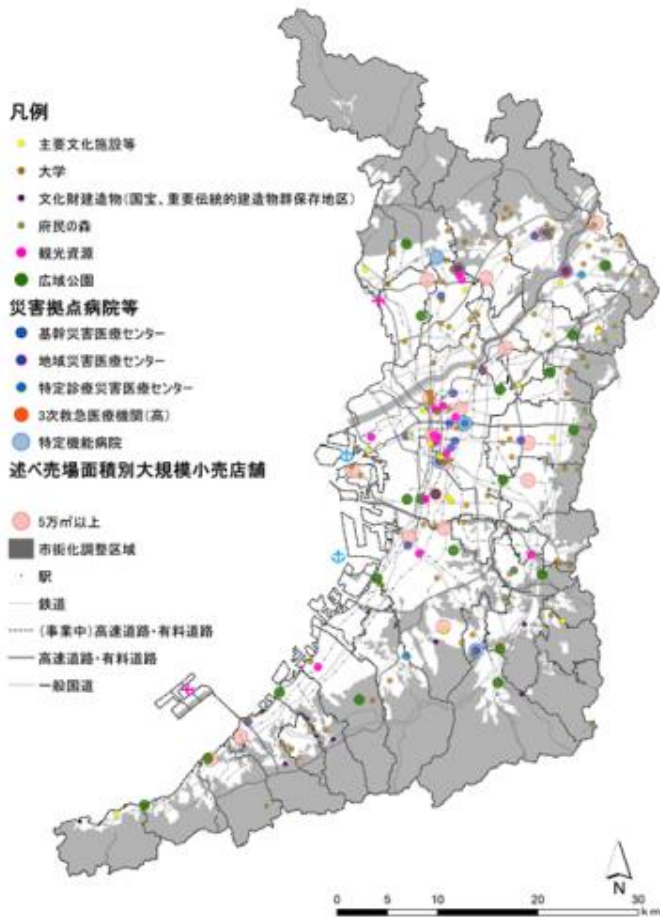 凡例
主要文化施設等
大学
文化財建造物(国宝、重要伝統的建造物群保存地区)
府民の森
観光資源
広域公園
災害拠点病院等
基幹災害医療センター
地域災害医療センター
特定診療災害医療センター
3次救急医療機関(高)
特定機能病院
述べ売場面積別大規模小売店舗
5万㎡以上
市街化調整区域
駅
鉄道
(事業中)高速道路・有料道路
高速道路・有料道路
一般国道
N
0 5 10 20 30 km